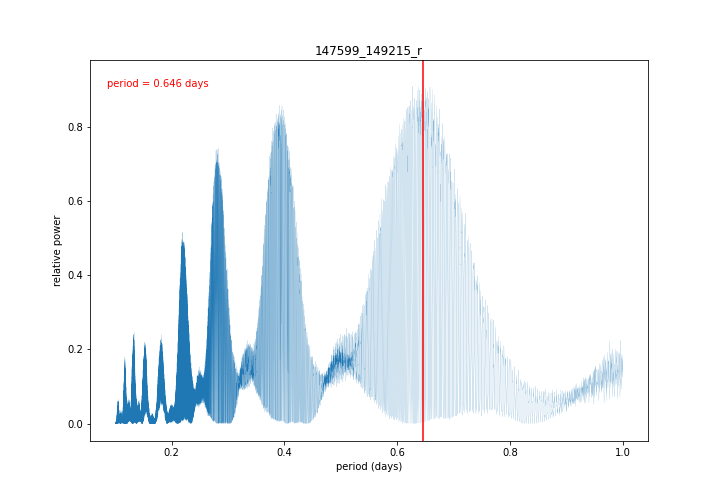 147599_149215_r
period = 0.646 days
relative power
0.8
0.6
0.4
0.2
0.0
0.2 0.4 0.6 0.8 1.0
period (days)